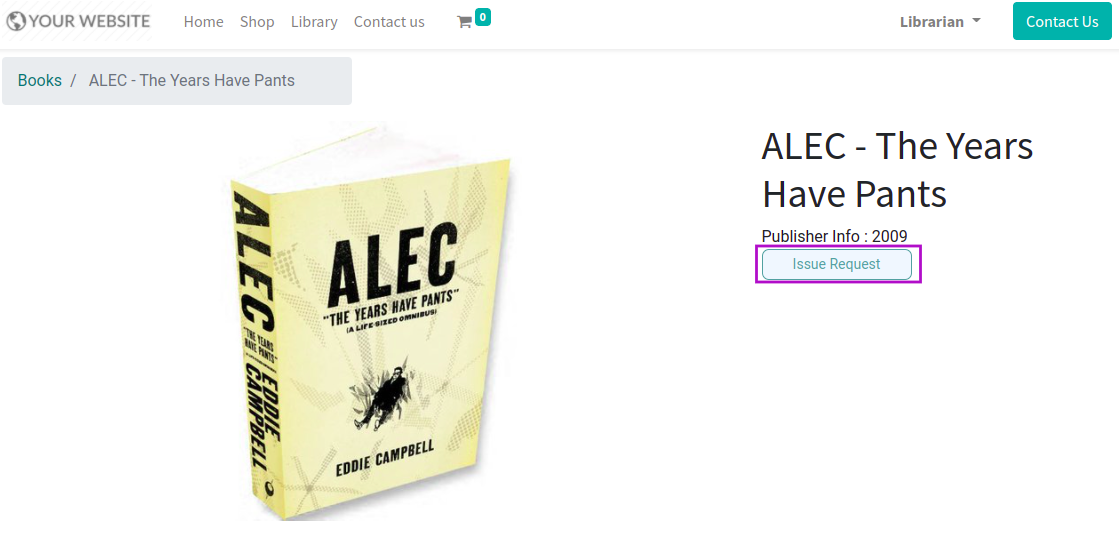 YOUR WEBSITE
Home Shop Library Contact us 0 Librarian Contact Us
Books / ALEC - The Years Have Pants
ALEC - The Years
Have Pants
Publisher Info : 2009
Issue Request
ALEC
"THE YEARS
HAVE PANTS"
EDDIE
CAMPBELL
ALEC
"THE YEARS HAVE PANTS"
(A LIFE-SIZED OMNIBUS)
EDDIE CAMPBELL